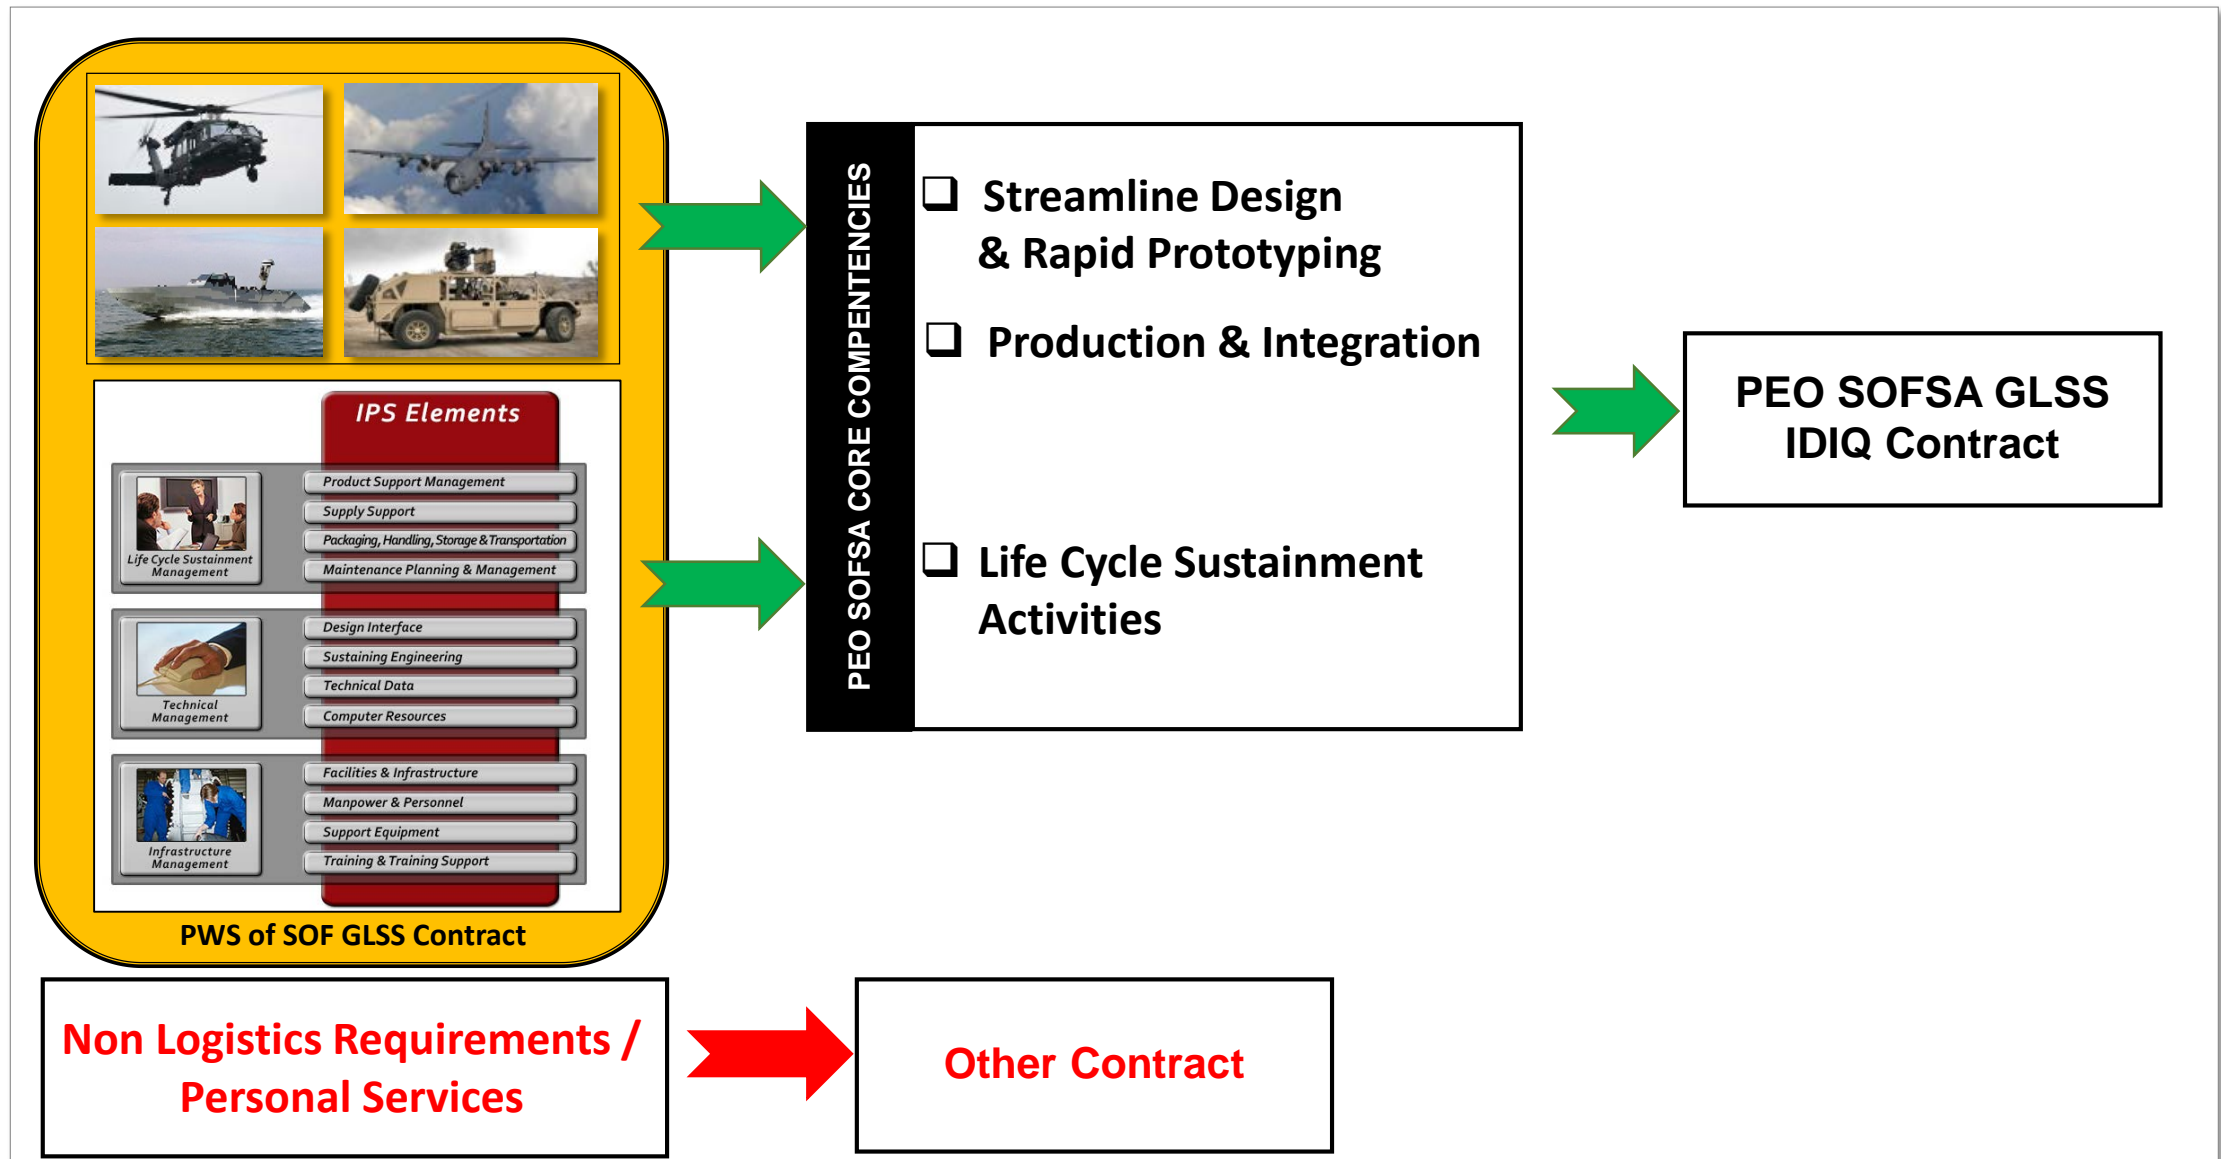 IPS Elements
Life Cycle Sustainment
Management
Product Support Management
Supply Support
Packaging, Handling, Storage & Transportation
Maintenance Planning & Management
Technical
Management
Design Interface
Sustaining Engineering
Technical Data
Computer Resources
Infrastructure
Management
Facilities & Infrastructure
Manpower & Personnel
Support Equipment
Training & Training Support
PWS of SOF GLSS Contract
PEO SOFSA CORE COMPENTENCIES
❑ Streamline Design
& Rapid Prototyping
❑ Production & Integration
❑ Life Cycle Sustainment
Activities
PEO SOFSA GLSS
IDIQ Contract
Non Logistics Requirements /
Personal Services
Other Contract